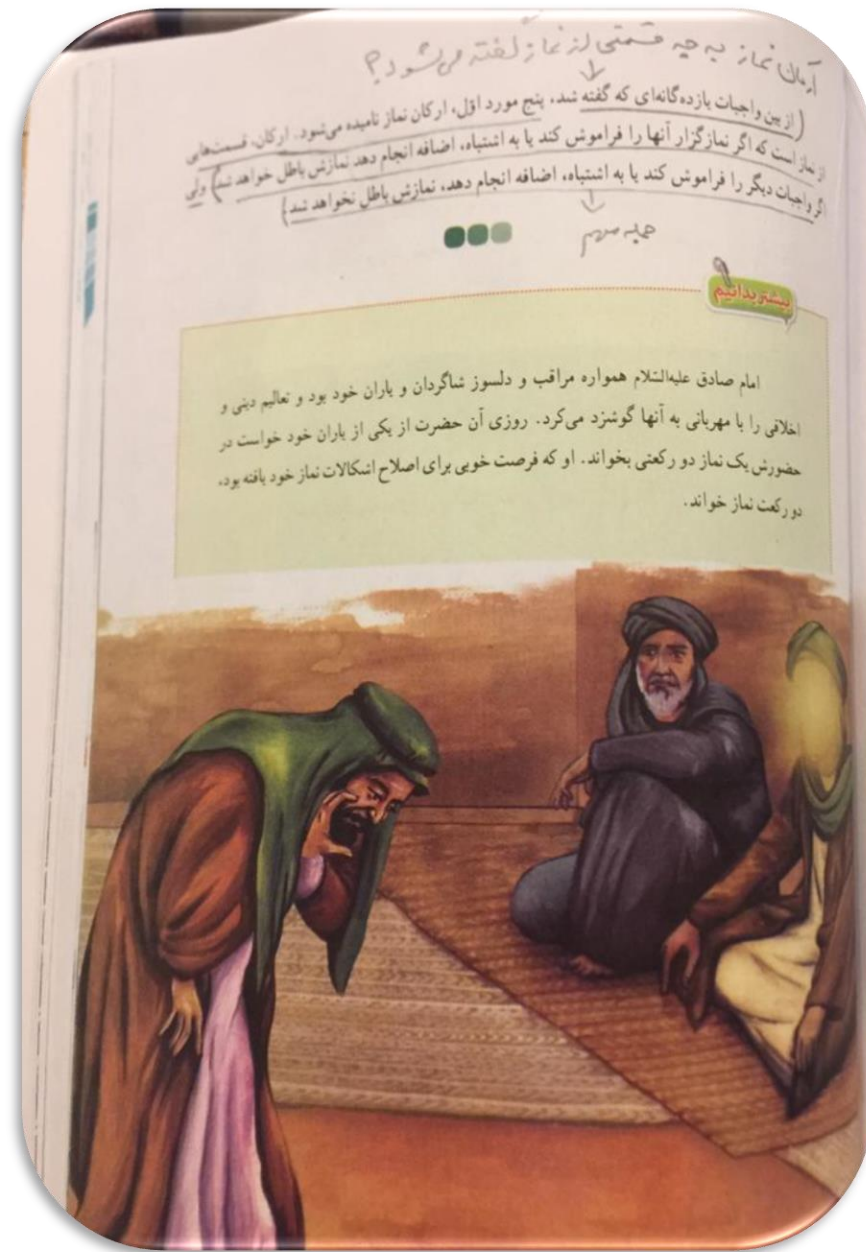 ارکان نماز به چه قسمتی از نماز گفته می‌شود؟
(از بین واجبات یازده‌گانه‌ای که گفته شد، پنج مورد اوّل، ارکان نماز نامیده می‌شود. ارکان، قسمت‌هایی
از نماز است که اگر نمازگزار آنها را فراموش کند یا به اشتباه، اضافه انجام دهد نمازش باطل خواهد شد) ولی
اگر واجبات دیگر را فراموش کند یا به اشتباه، اضافه انجام دهد، نمازش باطل نخواهد شد)
همه مهم
بیشتر بدانیم
امام صادق علیه‌السّلام همواره مراقب و دلسوز شاگردان و یاران خود بود و تعالیم دینی و
اخلاقی را با مهربانی به آنها گوشزد می‌کرد. روزی آن حضرت از یکی از یاران خود خواست در
حضورش یک نماز دو رکعتی بخواند. او که فرصت خوبی برای اصلاح اشکالات نماز خود یافته بود،
دو رکعت نماز خواند.